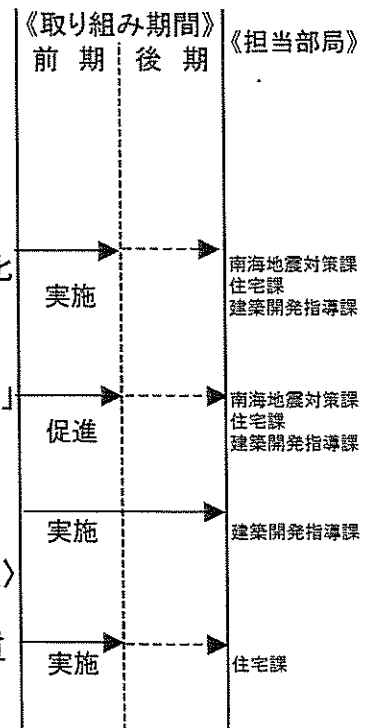 《取り組み期間》
前 期 後 期
《担当部局》
実施
南海地震対策課
住宅課
建築開発指導課
」
促進
南海地震対策課
住宅課
建築開発指導課
実施
建築開発指導課
〉
実施
住宅課